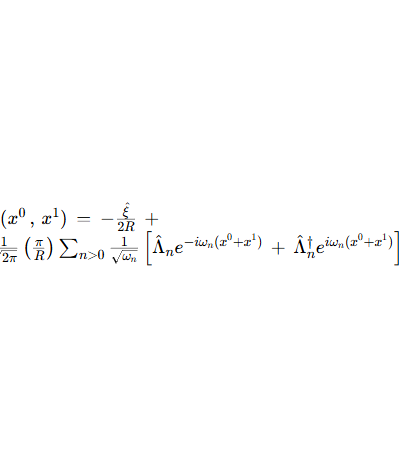 (x^0 , x^1) = -\frac{\hat{\xi}}{2R} +
\frac{1}{\sqrt{2\pi}} \left(\frac{\pi}{R}\right) \sum_{n>0} \frac{1}{\sqrt{\omega_n}} \left[ \hat{\Lambda}_n e^{-i\omega_n(x^0+x^1)} + \hat{\Lambda}_n^\dagger e^{i\omega_n(x^0+x^1)} \right]